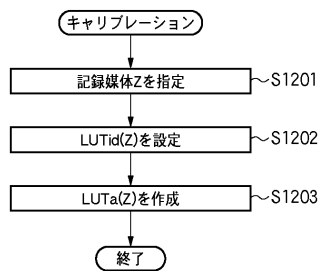 キャリブレーション
記録媒体Zを指定
S1201
LUTid(Z)を設定
S1202
LUTa(Z)を作成
S1203
終了